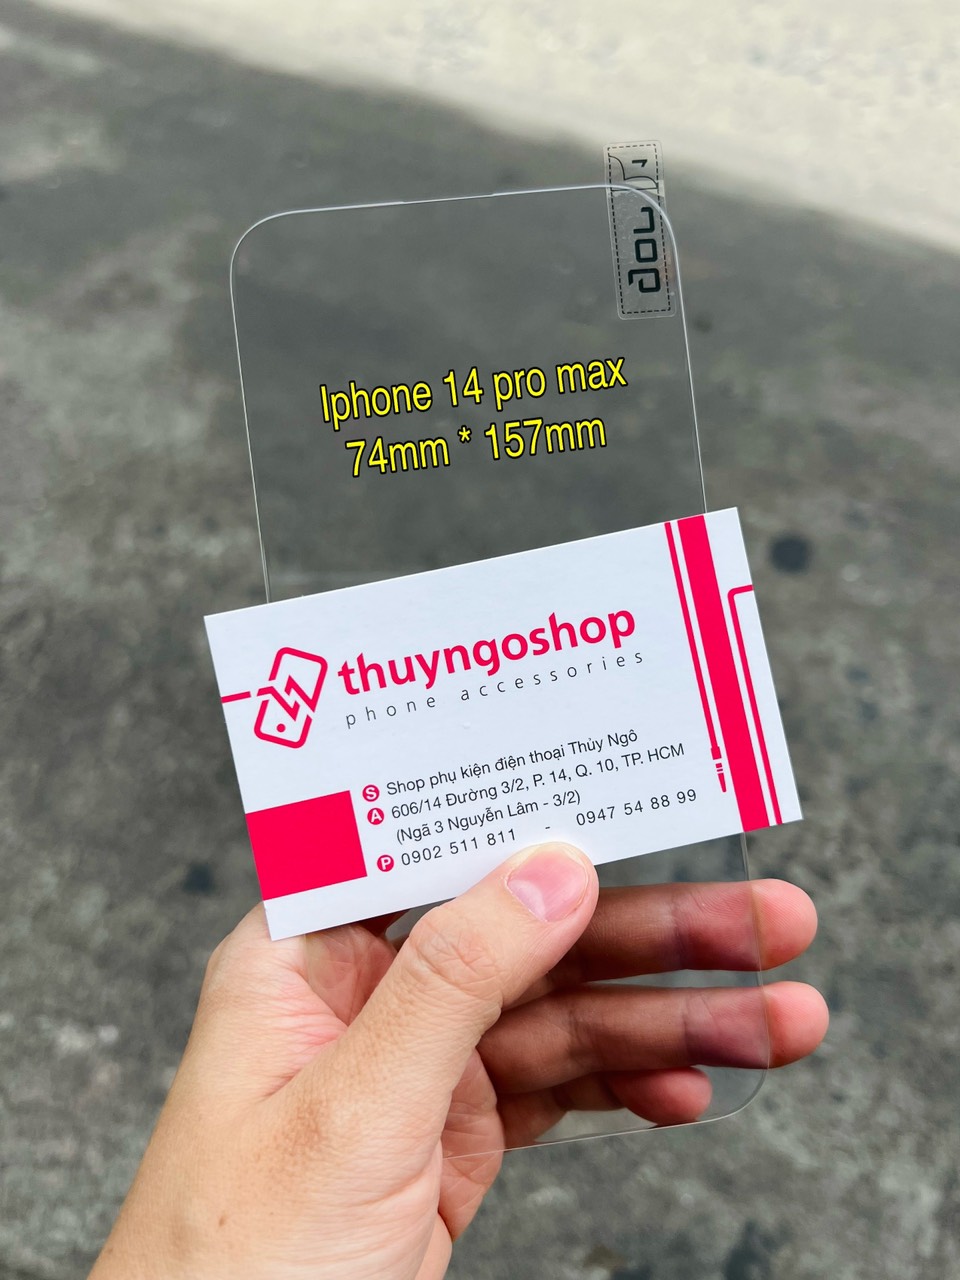 Iphone 14 pro max
74mm * 157mm
thuyngoshop
phone accessories
S Shop phụ kiện điện thoại Thủy Ngô
A 606/14 Đường 3/2, P. 14, Q. 10, TP. HCM
(Ngã 3 Nguyễn Lâm - 3/2)
P 0902 511 811 - 0947 54 88 99